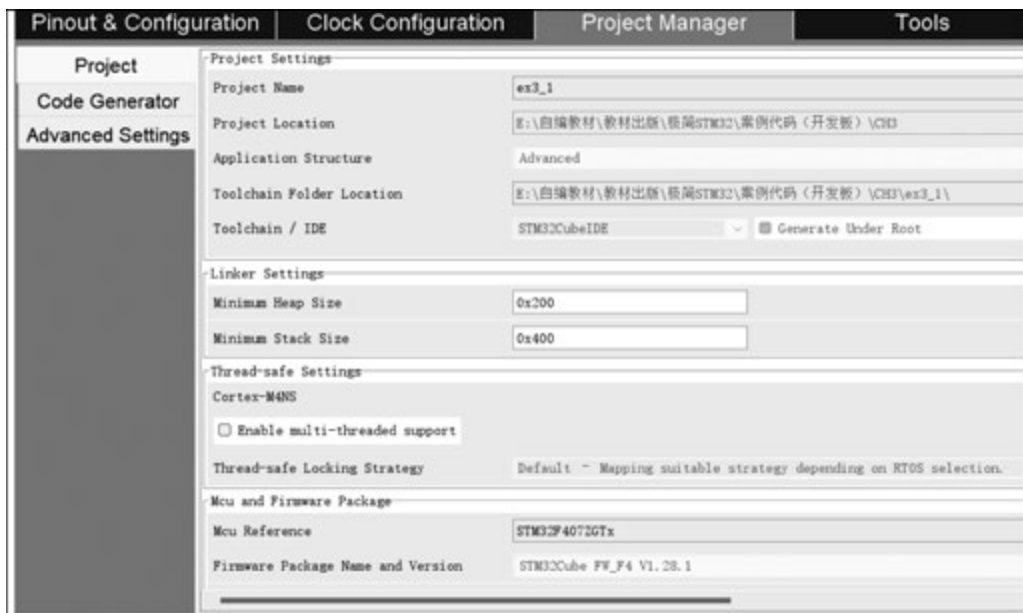 Pinout & Configuration Clock Configuration Project Manager Tools
Project
Code Generator
Advanced Settings
Project Settings
Project Name ex3_1
Project Location E:\自编教材\教材出版\极简STM32\案例代码（开发板）\CH3
Application Structure Advanced
Toolchain Folder Location E:\自编教材\教材出版\极简STM32\案例代码（开发板）\CH3\ex3_1\
Toolchain / IDE STM32CubeIDE Generate Under Root
Linker Settings
Minimum Heap Size 0x200
Minimum Stack Size 0x400
Thread-safe Settings
Cortex-M4NS
Enable multi-threaded support
Thread-safe Locking Strategy Default - Mapping suitable strategy depending on RTOS selection.
Mcu and Firmware Package
Mcu Reference STM32F407ZGTx
Firmware Package Name and Version STM32Cube FW_F4 V1.28.1